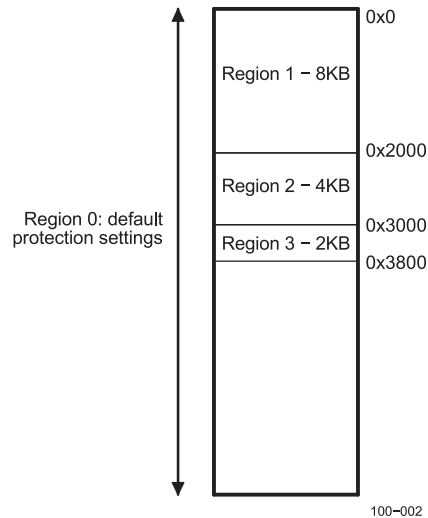 0x0
Region 1 − 8KB
0x2000
Region 2 − 4KB
Region 0: default
protection settings
0x3000
Region 3 − 2KB
0x3800
100−002